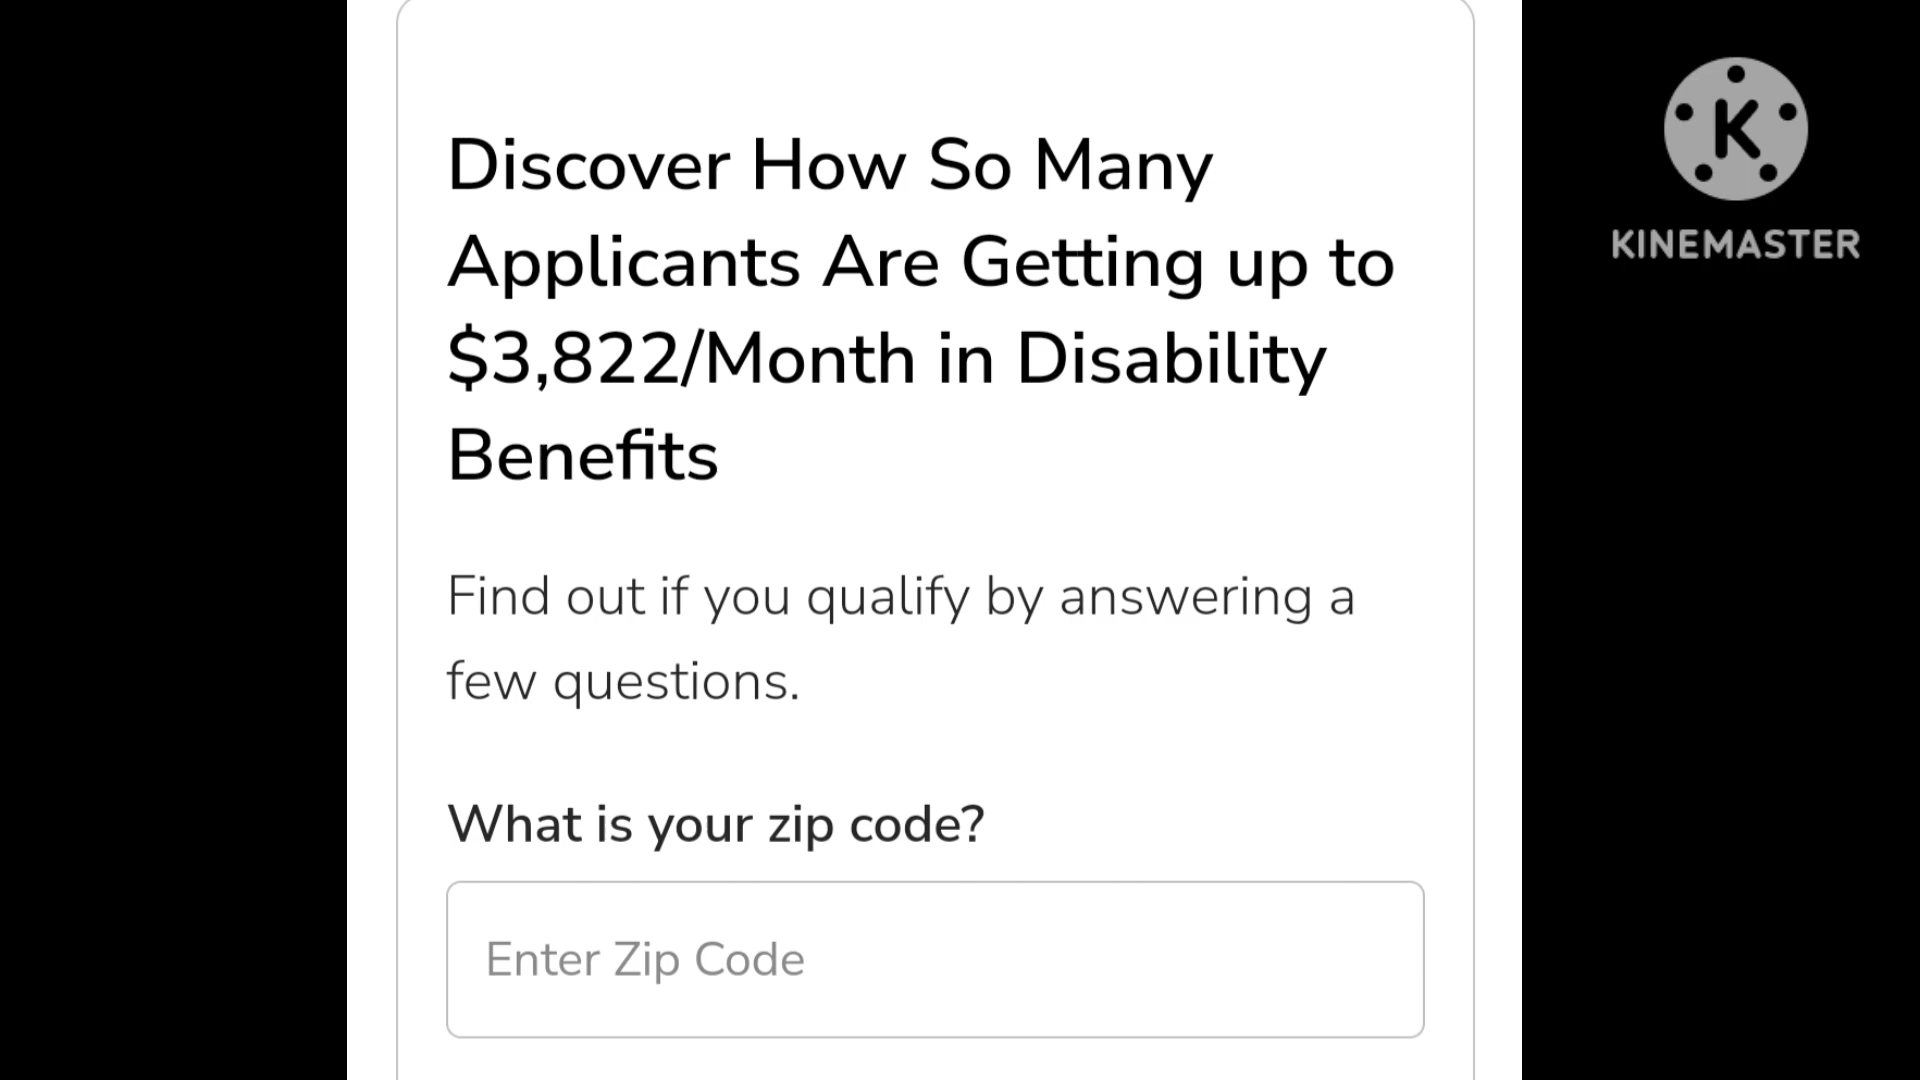 Discover How So Many
Applicants Are Getting up to
$3,822/Month in Disability
Benefits
Find out if you qualify by answering a
few questions.
What is your zip code?
Enter Zip Code
K
KINEMASTER